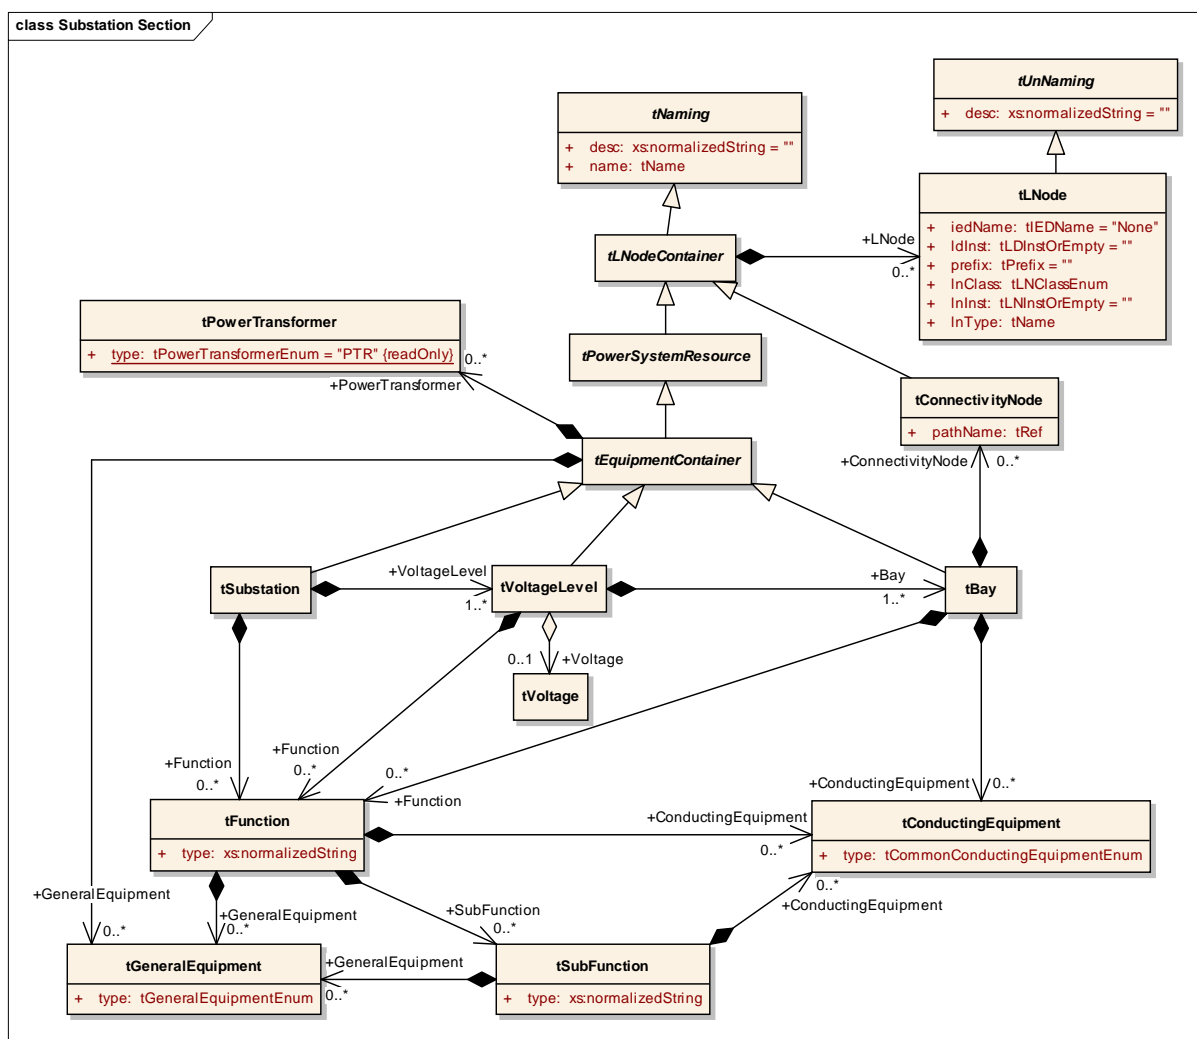 class Substation Section
tUnNaming
+ desc: xs:normalizedString = ""
tNaming
+ desc: xs:normalizedString = ""
+ name: tName
tLNode
+ iedName: tIEDName = "None"
+ ldInst: tLDInstOrEmpty = ""
+ prefix: tPrefix = ""
+ lnClass: tLNClassEnum
+ lnInst: tLNInstOrEmpty = ""
+ lnType: tName
+LNode
0..*
tLNodeContainer
tPowerTransformer
+ type: tPowerTransformerEnum = "PTR" {readOnly}
0..*
+PowerTransformer
tPowerSystemResource
tConnectivityNode
+ pathName: tRef
+ConnectivityNode
0..*
tEquipmentContainer
tSubstation
+VoltageLevel
1..*
tVoltageLevel
+Bay
1..*
tBay
0..1
+Voltage
tVoltage
+Function
0..*
+Function
0..*
0..*
+Function
+ConductingEquipment
0..*
tFunction
+ type: xs:normalizedString
+ConductingEquipment
0..*
tConductingEquipment
+ type: tCommonConductingEquipmentEnum
0..*
+ConductingEquipment
+GeneralEquipment
0..*
+GeneralEquipment
0..*
+SubFunction
0..*
tGeneralEquipment
+ type: tGeneralEquipmentEnum
+GeneralEquipment
0..*
tSubFunction
+ type: xs:normalizedString